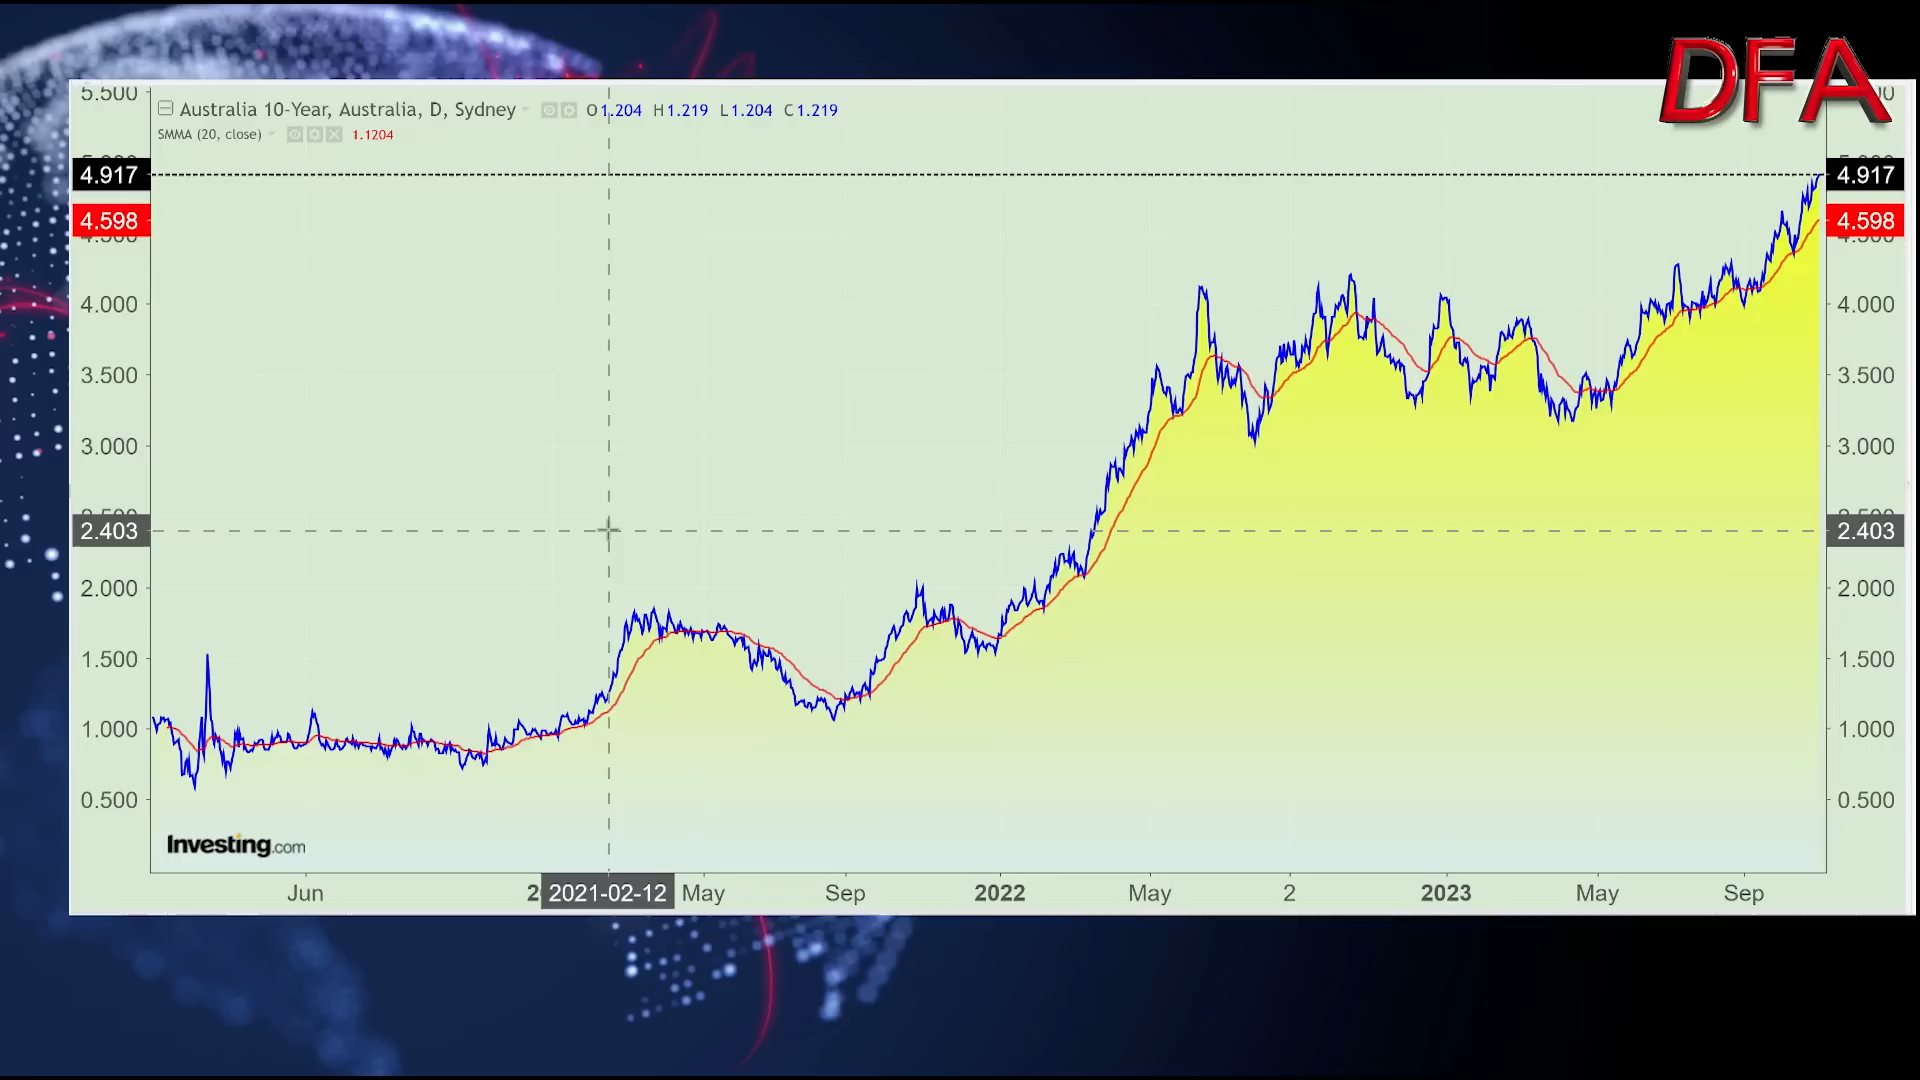 DFA
Australia 10-Year, Australia, D, Sydney O1.204 H1.219 L1.204 C1.219
SMMA (20, close) 1.1204
5.500
4.917 4.917
4.598 4.598
4.000 4.000
3.500 3.500
3.000 3.000
2.403 2.403
2.000 2.000
1.500 1.500
1.000 1.000
0.500 0.500
Investing.com
Jun 2 2021-02-12 May Sep 2022 May 2 2023 May Sep